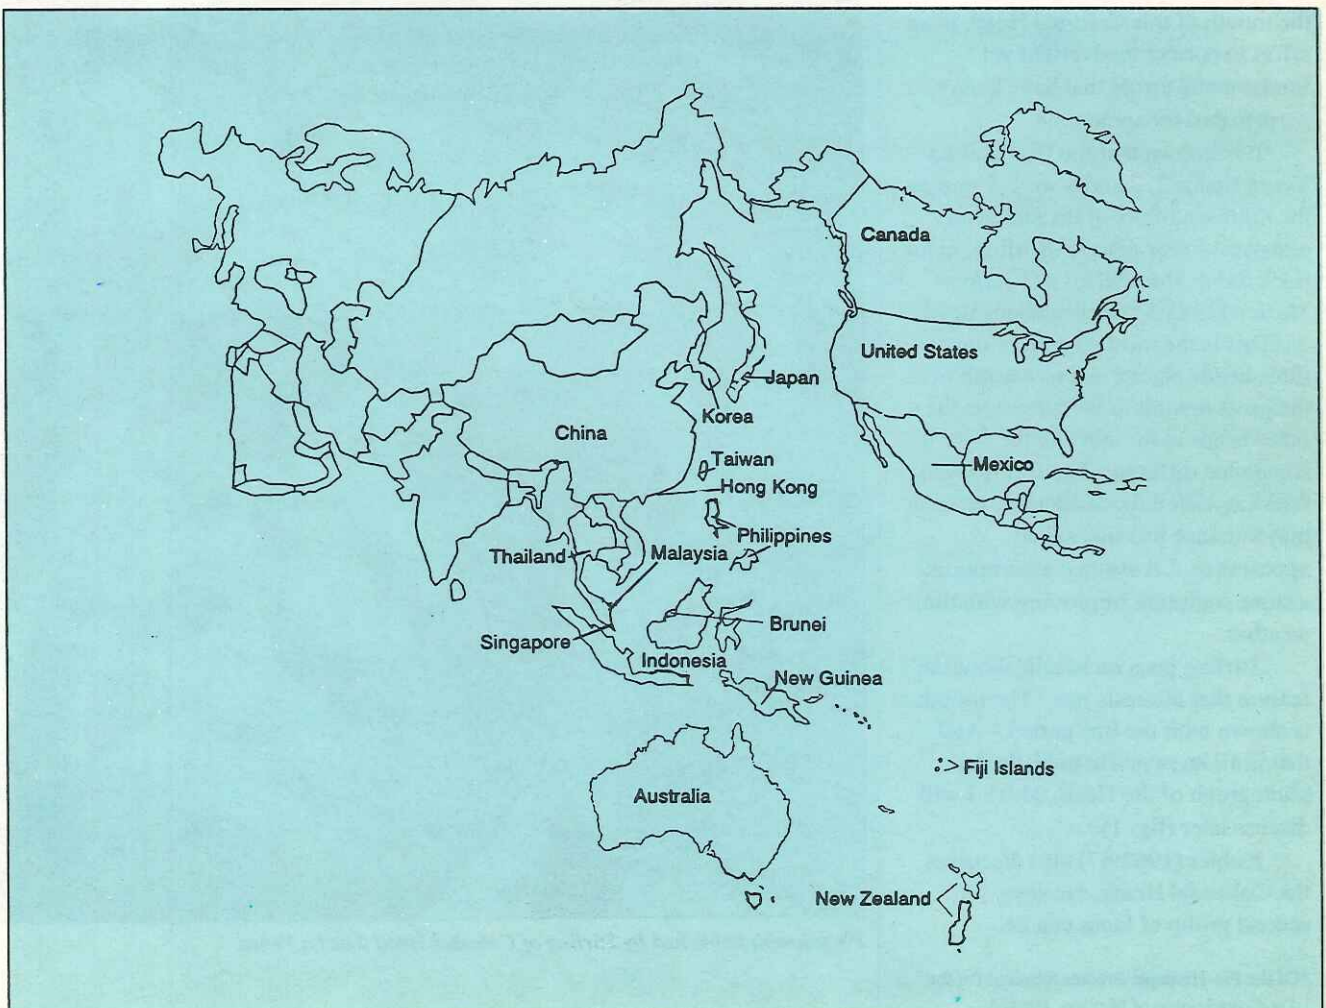 Canada
United States
Japan
Korea
China
Taiwan
Mexico
Hong Kong
Philippines
Thailand
Malaysia
Brunei
Singapore
Indonesia
New Guinea
Fiji Islands
Australia
New Zealand